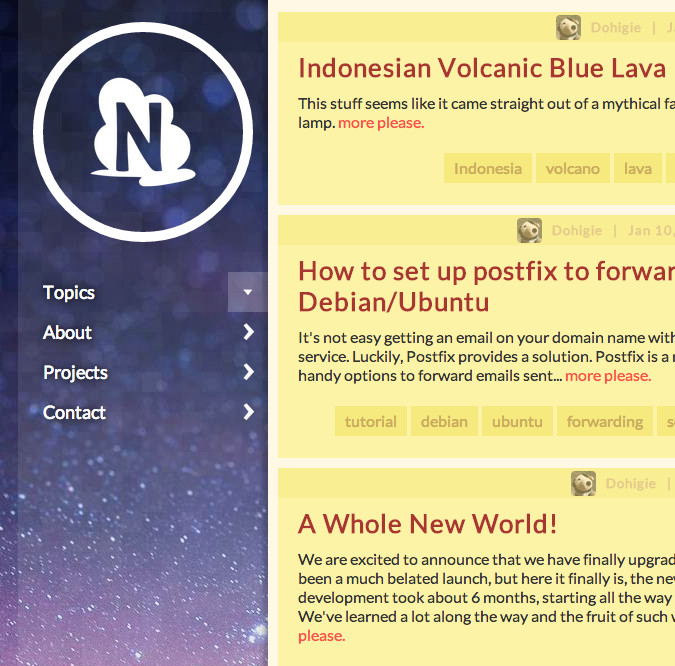 N
Topics
About
Projects
Contact
Dohigie |
Indonesian Volcanic Blue Lava
This stuff seems like it came straight out of a mythical
lamp. more please.
Indonesia volcano lava
Dohigie | Jan 10,
How to set up postfix to
Debian/Ubuntu
It's not easy getting an email on your domain name
service. Luckily, Postfix provides a solution. Postfix is a
handy options to forward emails sent... more please.
tutorial debian ubuntu forwarding
Dohigie |
A Whole New World!
We are excited to announce that we have finally
been a much belated launch, but here it finally is, the
development took about 6 months, starting all the way
We've learned a lot along the way and the fruit of such
please.